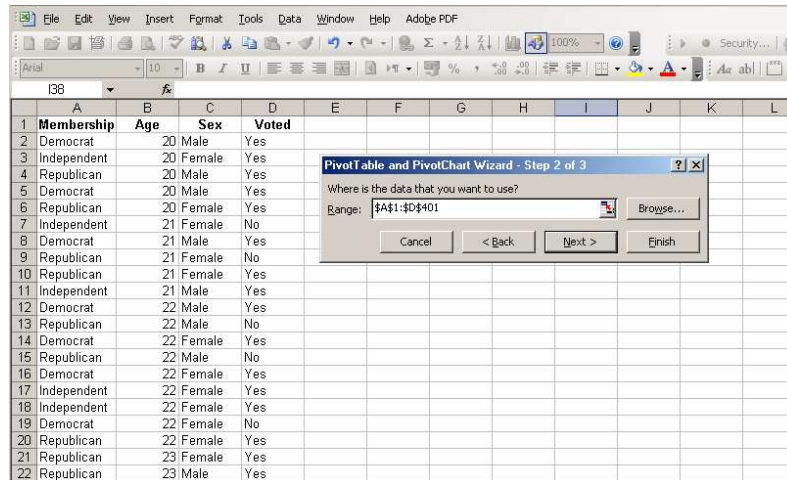 File Edit View Insert Format Tools Data Window Help Adobe PDF
100% Security...
Arial 10 B I U % , Aa ab|
I38 fx
A B C D E F G H I J K L
1 Membership Age Sex Voted
2 Democrat 20 Male Yes
3 Independent 20 Female Yes
4 Republican 20 Male Yes
5 Democrat 20 Male Yes
6 Republican 20 Female Yes
7 Independent 21 Female No
8 Democrat 21 Male Yes
9 Republican 21 Female No
10 Republican 21 Female Yes
11 Independent 21 Male Yes
12 Democrat 22 Male Yes
13 Republican 22 Male No
14 Democrat 22 Female Yes
15 Republican 22 Male No
16 Democrat 22 Female Yes
17 Independent 22 Female Yes
18 Independent 22 Female Yes
19 Democrat 22 Female No
20 Republican 22 Female Yes
21 Republican 23 Female Yes
22 Republican 23 Male Yes
PivotTable and PivotChart Wizard - Step 2 of 3
Where is the data that you want to use?
Range: $A$1:$D$401 Browse...
Cancel < Back Next > Finish